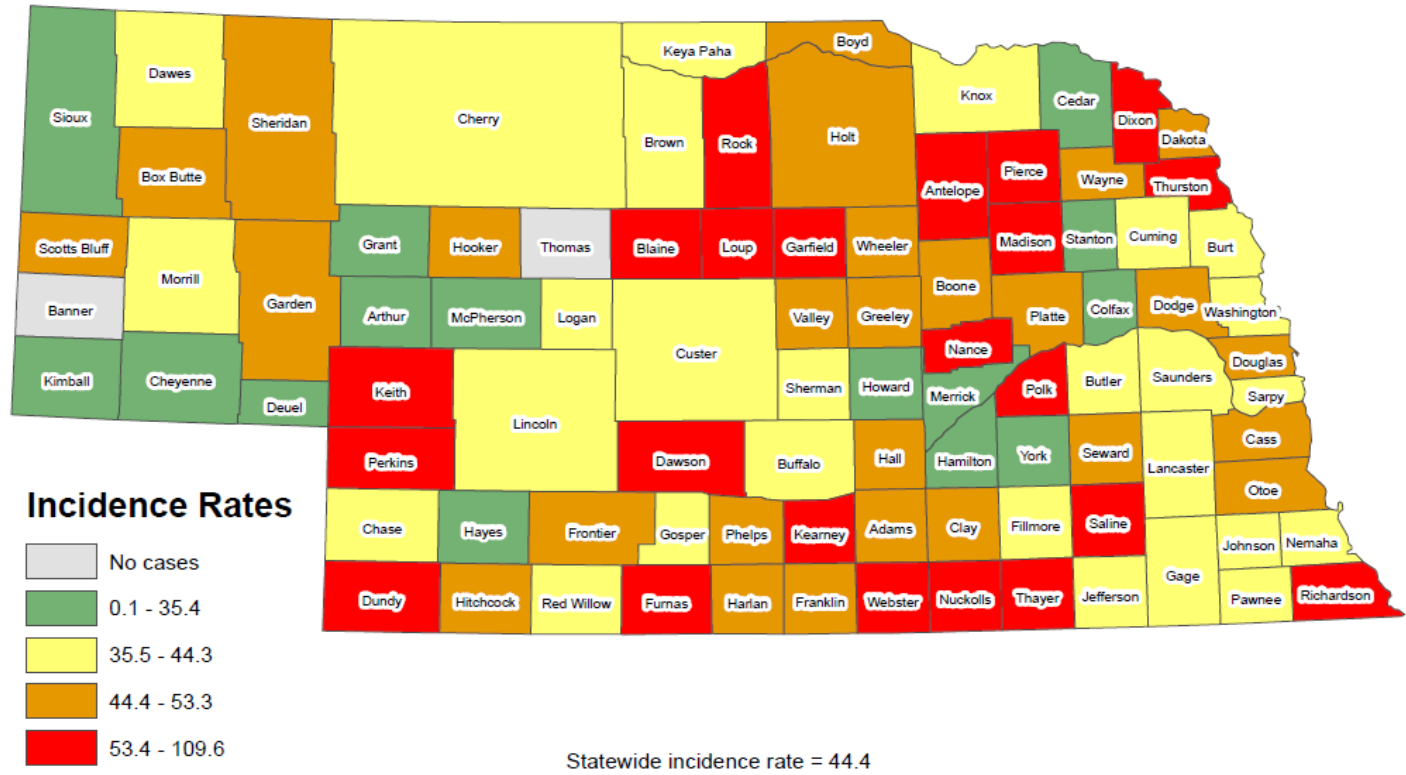 Keya Paha
Boyd
Dawes
Knox
Cedar
Sioux
Sheridan
Cherry
Dixon
Brown
Rock
Holt
Dakota
Box Butte
Pierce
Wayne
Antelope
Thurston
Scotts Bluff
Grant
Hooker
Thomas
Blaine
Loup
Garfield
Wheeler
Madison
Stanton
Cuming
Burt
Morrill
Banner
Garden
Arthur
McPherson
Logan
Valley
Greeley
Boone
Platte
Colfax
Dodge
Washington
Custer
Nance
Douglas
Kimball
Cheyenne
Deuel
Keith
Sherman
Howard
Merrick
Polk
Butler
Saunders
Sarpy
Lincoln
Perkins
Dawson
Buffalo
Hall
Hamilton
York
Seward
Lancaster
Cass
Otoe
Chase
Hayes
Frontier
Gosper
Phelps
Kearney
Adams
Clay
Fillmore
Saline
Johnson
Nemaha
Dundy
Hitchcock
Red Willow
Furnas
Harlan
Franklin
Webster
Nuckolls
Thayer
Jefferson
Gage
Pawnee
Richardson
Incidence Rates
No cases
0.1 - 35.4
35.5 - 44.3
44.4 - 53.3
53.4 - 109.6
Statewide incidence rate = 44.4